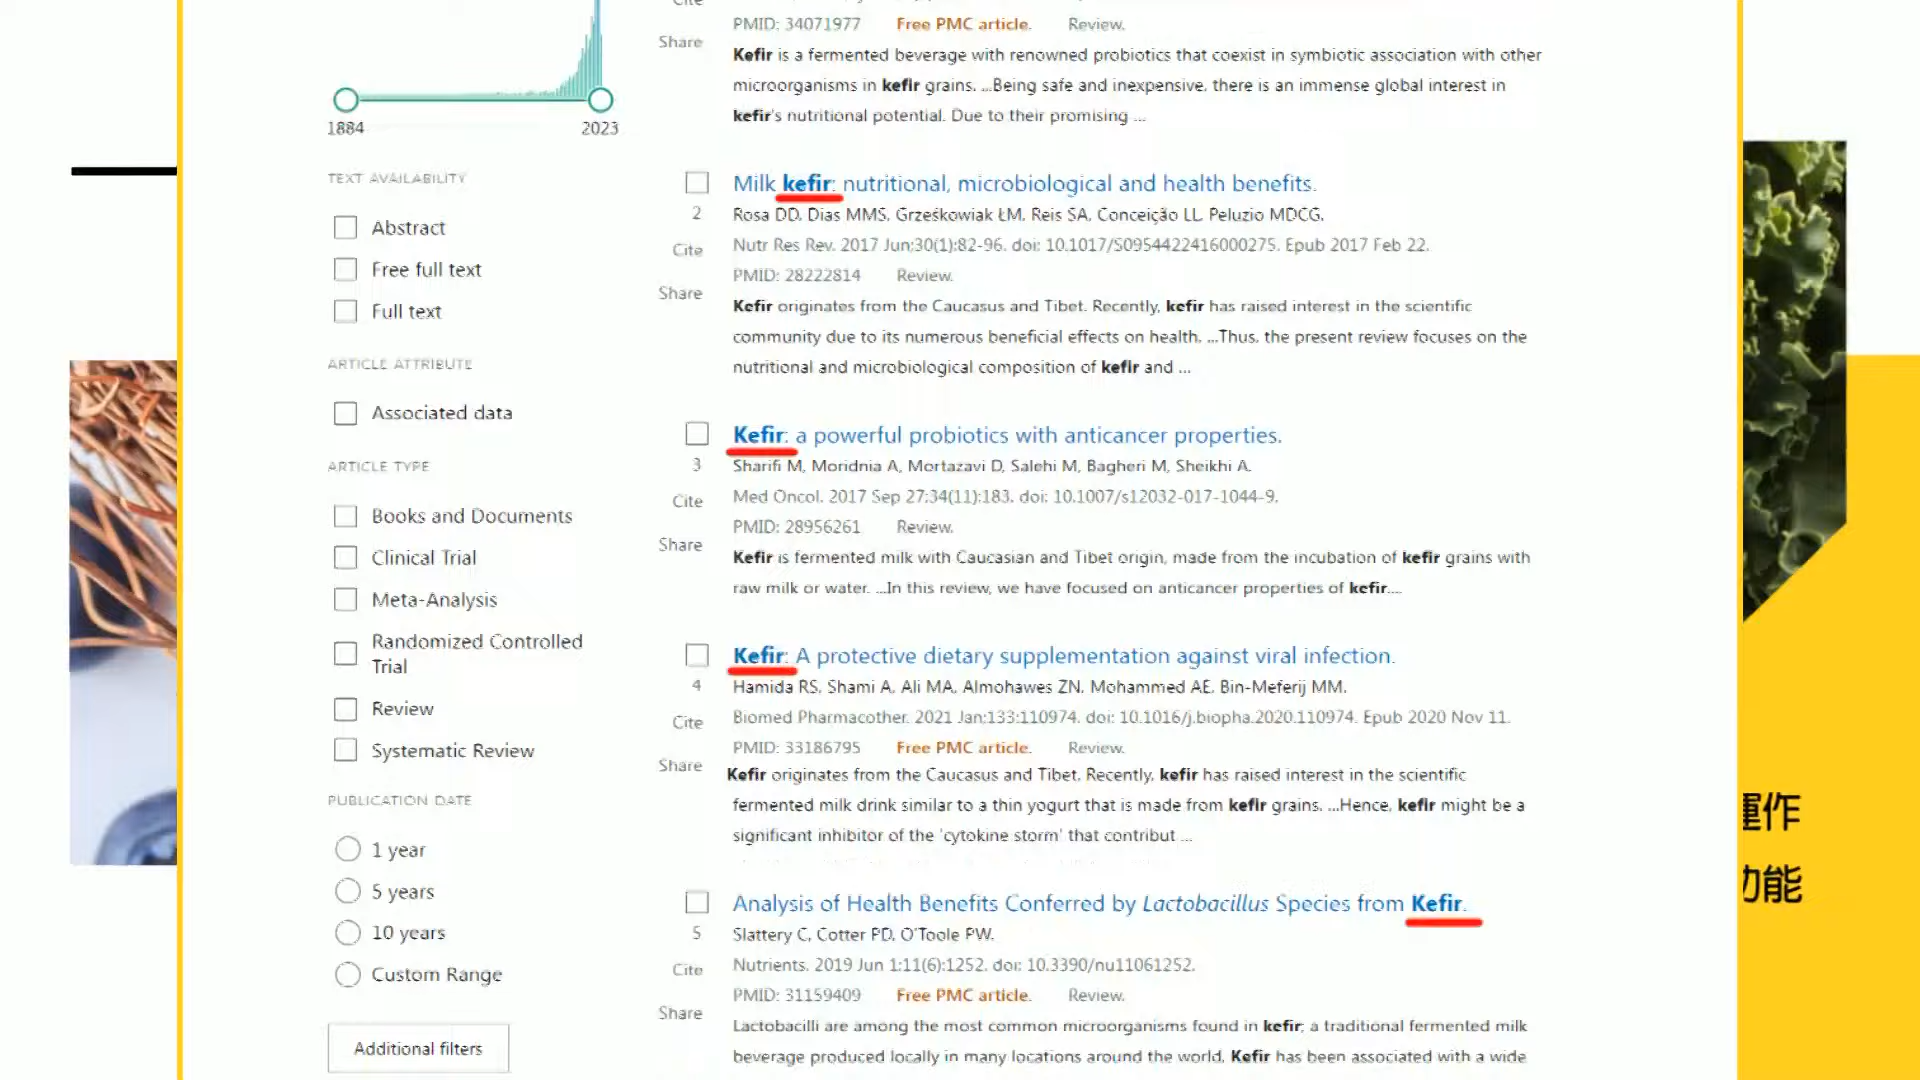 1884
2023
TEXT AVAILABILITY
Abstract
Free full text
Full text
ARTICLE ATTRIBUTE
Associated data
ARTICLE TYPE
Books and Documents
Clinical Trial
Meta-Analysis
Randomized Controlled
Trial
Review
Systematic Review
PUBLICATION DATE
1 year
5 years
10 years
Custom Range
Additional filters
Cite
PMID: 34071977 Free PMC article. Review.
Share
Kefir is a fermented beverage with renowned probiotics that coexist in symbiotic association with other
microorganisms in kefir grains. ...Being safe and inexpensive, there is an immense global interest in
kefir's nutritional potential. Due to their promising ...
Milk kefir: nutritional, microbiological and health benefits.
2
Rosa DD, Dias MMS, Grześkowiak ŁM, Reis SA, Conceição LL, Peluzio MDCG.
Cite
Nutr Res Rev. 2017 Jun;30(1):82-96. doi: 10.1017/S0954422416000275. Epub 2017 Feb 22.
PMID: 28222814 Review.
Share
Kefir originates from the Caucasus and Tibet. Recently, kefir has raised interest in the scientific
community due to its numerous beneficial effects on health. ...Thus, the present review focuses on the
nutritional and microbiological composition of kefir and ...
Kefir: a powerful probiotics with anticancer properties.
3
Sharifi M, Moridnia A, Mortazavi D, Salehi M, Bagheri M, Sheikhi A.
Cite
Med Oncol. 2017 Sep 27;34(11):183. doi: 10.1007/s12032-017-1044-9.
PMID: 28956261 Review.
Share
Kefir is fermented milk with Caucasian and Tibet origin, made from the incubation of kefir grains with
raw milk or water. ...In this review, we have focused on anticancer properties of kefir....
Kefir: A protective dietary supplementation against viral infection.
4
Hamida RS, Shami A, Ali MA, Almohawes ZN, Mohammed AE, Bin-Meferij MM.
Cite
Biomed Pharmacother. 2021 Jan;133:110974. doi: 10.1016/j.biopha.2020.110974. Epub 2020 Nov 11.
PMID: 33186795 Free PMC article. Review.
Share
Kefir originates from the Caucasus and Tibet. Recently, kefir has raised interest in the scientific
fermented milk drink similar to a thin yogurt that is made from kefir grains. ...Hence, kefir might be a
significant inhibitor of the 'cytokine storm' that contribut ...
Analysis of Health Benefits Conferred by Lactobacillus Species from Kefir.
5
Slattery C, Cotter PD, O'Toole PW.
Cite
Nutrients. 2019 Jun 1;11(6):1252. doi: 10.3390/nu11061252.
PMID: 31159409 Free PMC article. Review.
Share
Lactobacilli are among the most common microorganisms found in kefir; a traditional fermented milk
beverage produced locally in many locations around the world. Kefir has been associated with a wide
運作
功能